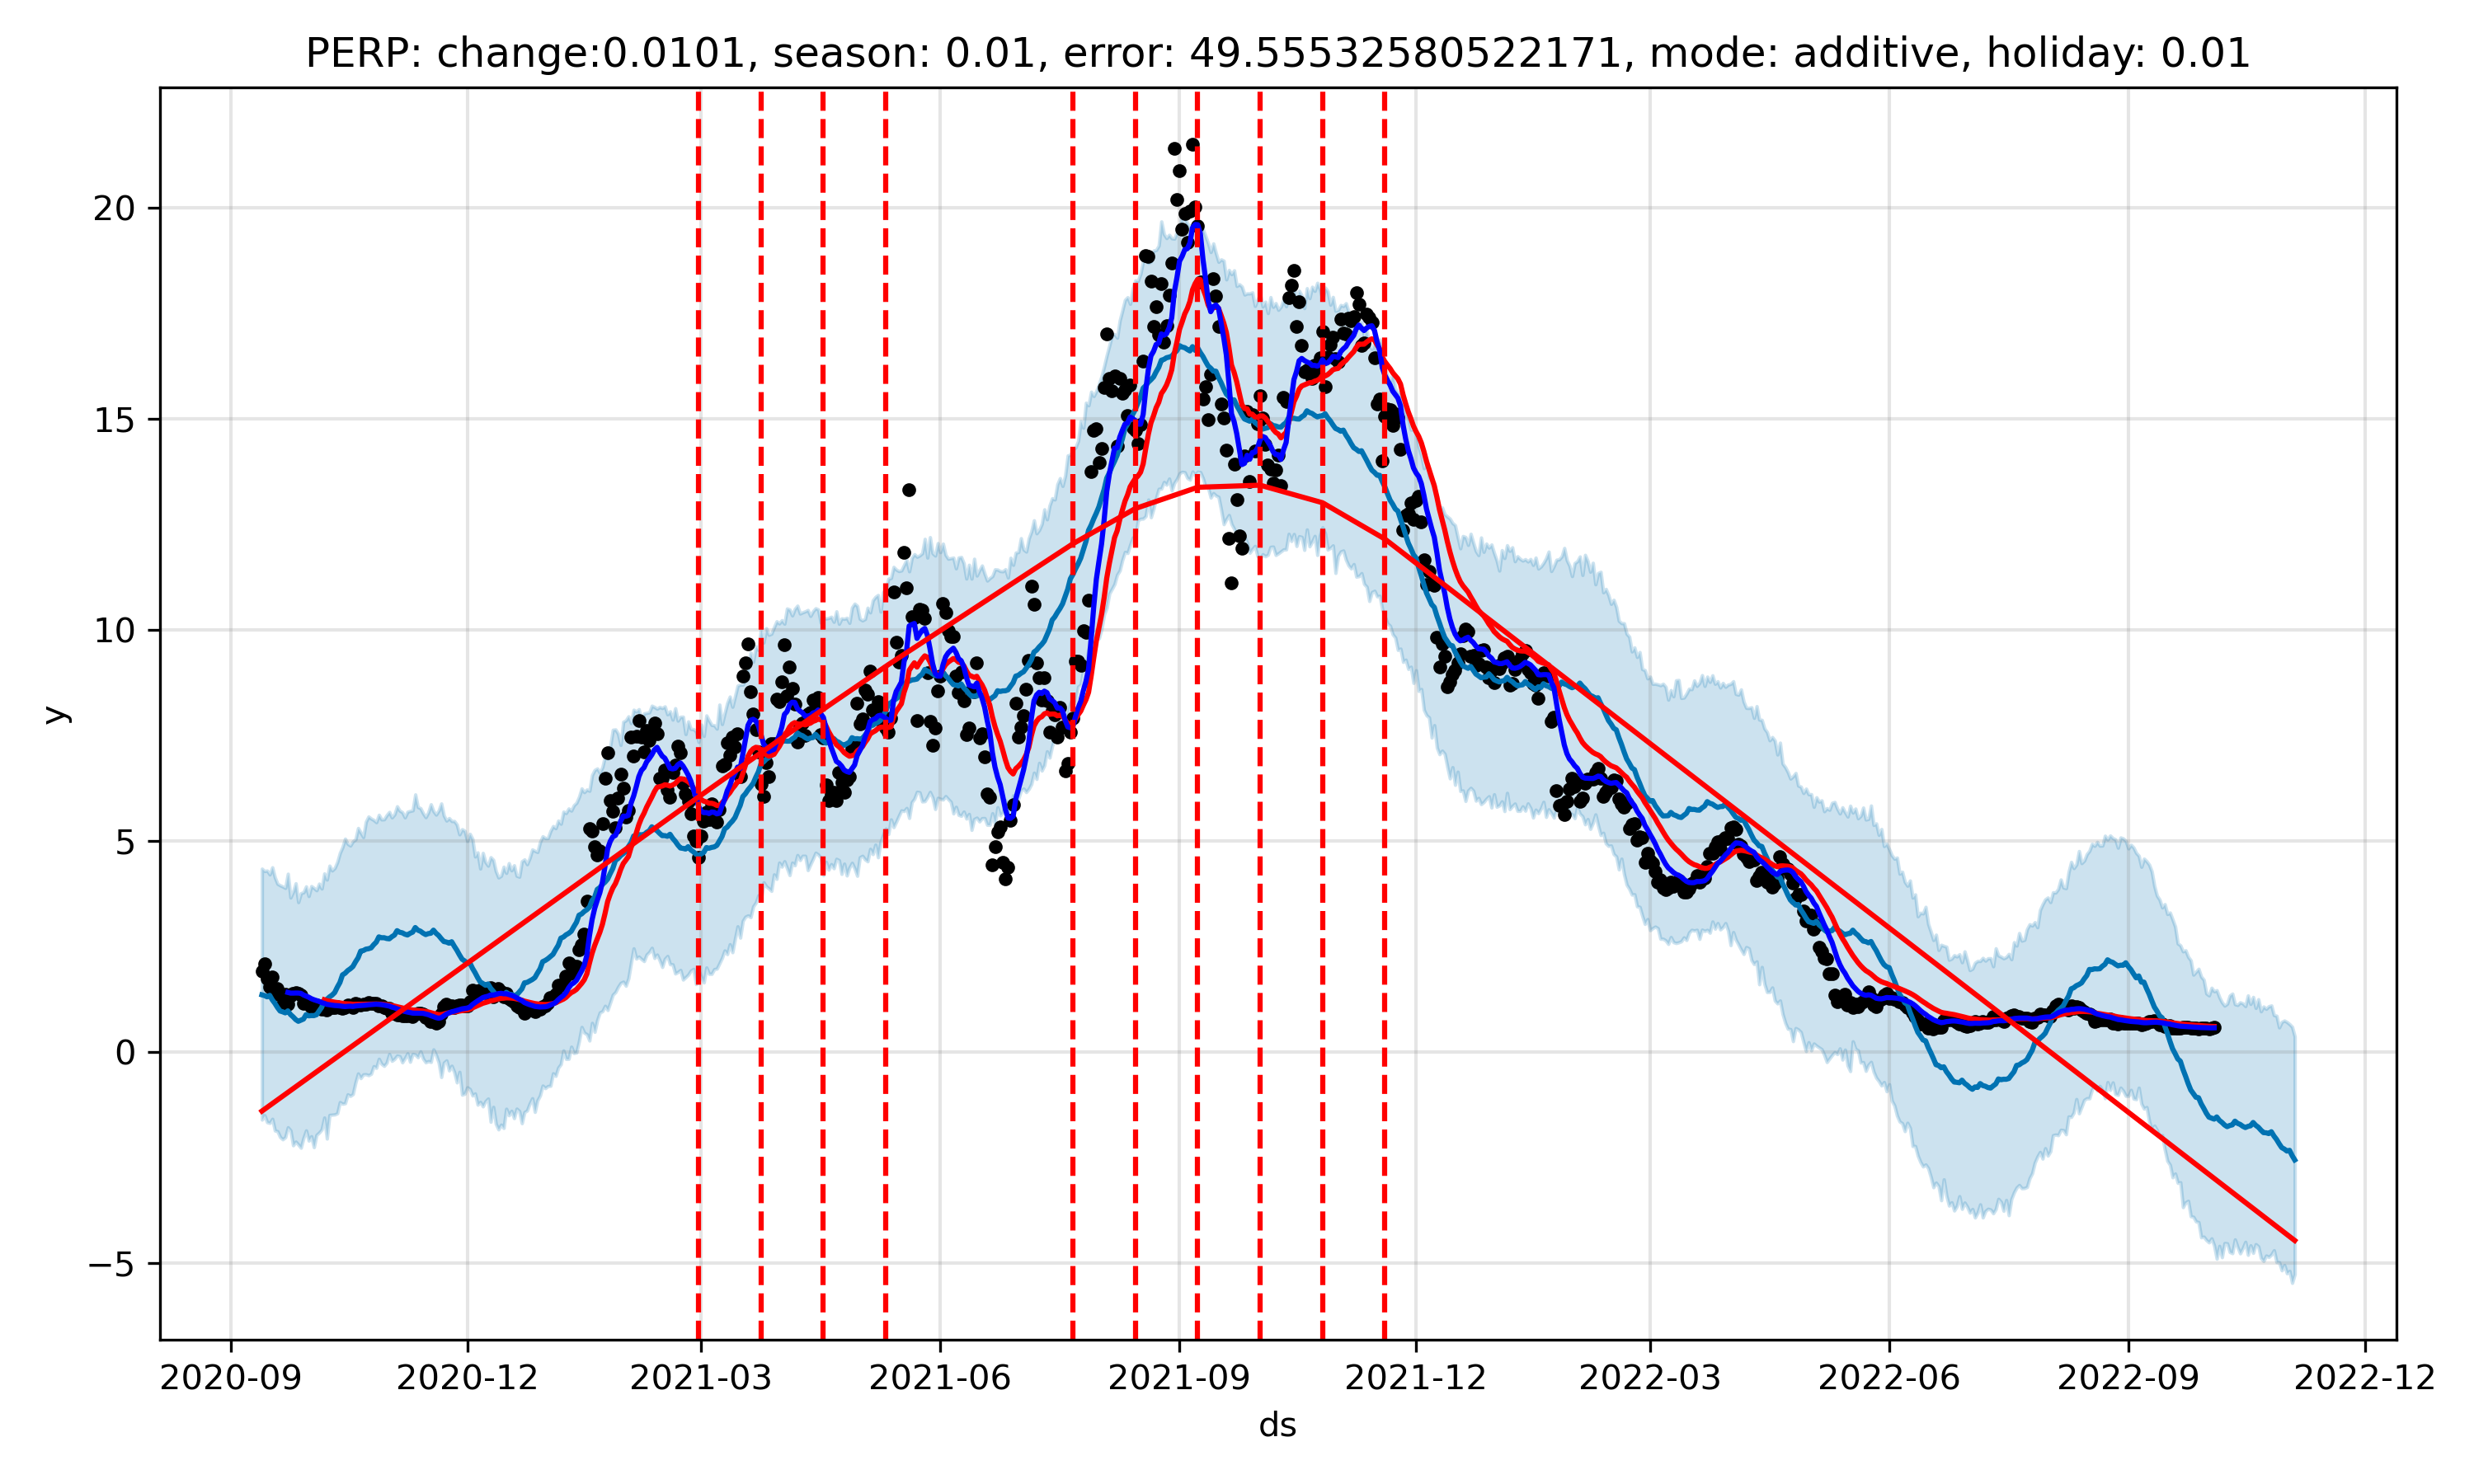 PERP: change:0.0101, season: 0.01, error: 49.55532580522171, mode: additive, holiday: 0.01
20
15
10
5
0
−5
y
2020-09 2020-12 2021-03 2021-06 2021-09 2021-12 2022-03 2022-06 2022-09 2022-12
ds